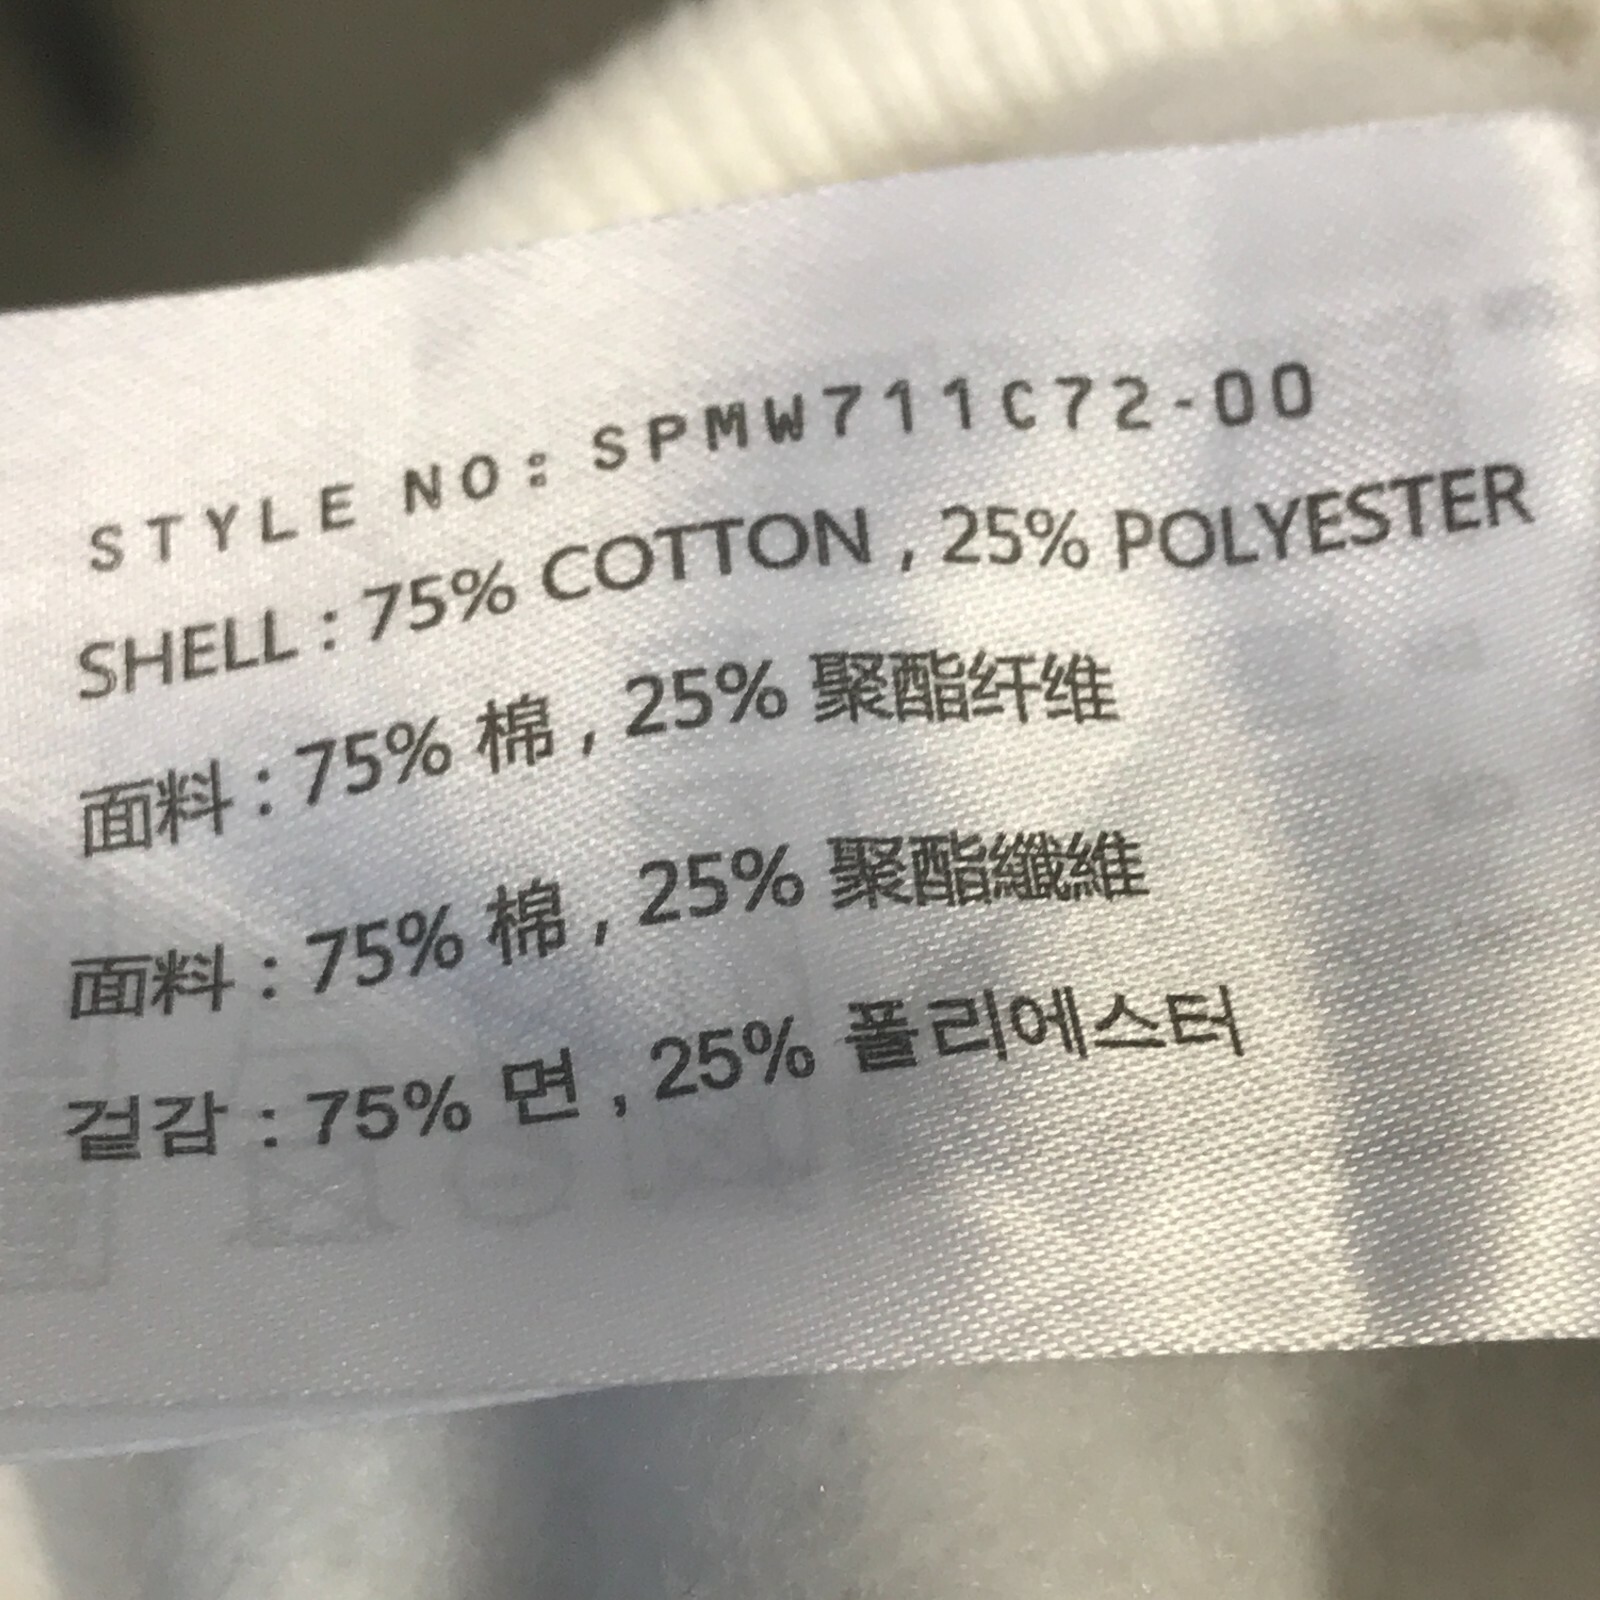 STYLE NO: SPMW711C72-00
SHELL : 75% COTTON , 25% POLYESTER
面料 : 75% 棉 , 25% 聚酯纤维
面料 : 75% 棉 , 25% 聚酯纖維
겉감 : 75% 면 , 25% 폴리에스터